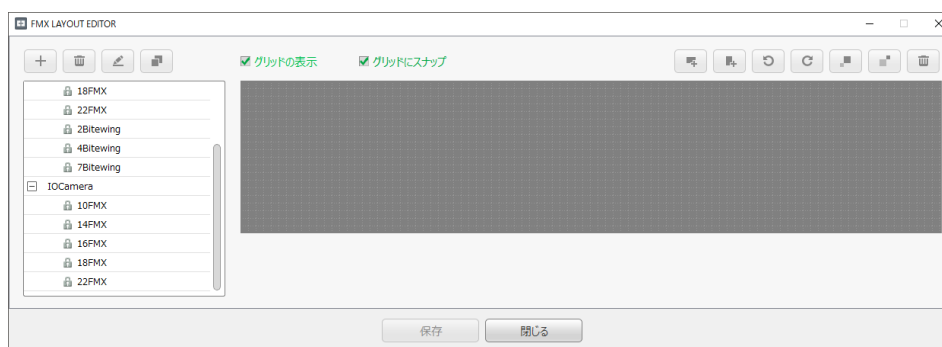 FMX LAYOUT EDITOR
グリッドの表示 グリッドにスナップ
18FMX
22FMX
2Bitewing
4Bitewing
7Bitewing
IOCamera
10FMX
14FMX
16FMX
18FMX
22FMX
保存 閉じる